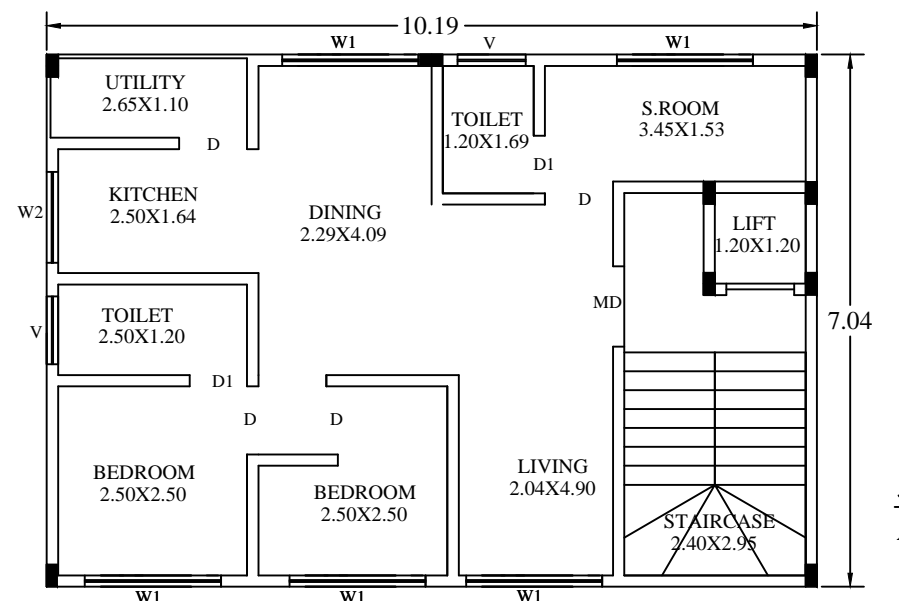 10.19
W1
V
W1
UTILITY
2.65X1.10
TOILET
1.20X1.69
S.ROOM
3.45X1.53
D
D1
KITCHEN
2.50X1.64
D
W2
DINING
2.29X4.09
LIFT
1.20X1.20
MD
7.04
TOILET
2.50X1.20
V
D1
D
D
BEDROOM
2.50X2.50
BEDROOM
2.50X2.50
LIVING
2.04X4.90
STAIRCASE
2.40X2.95
W1
W1
W1